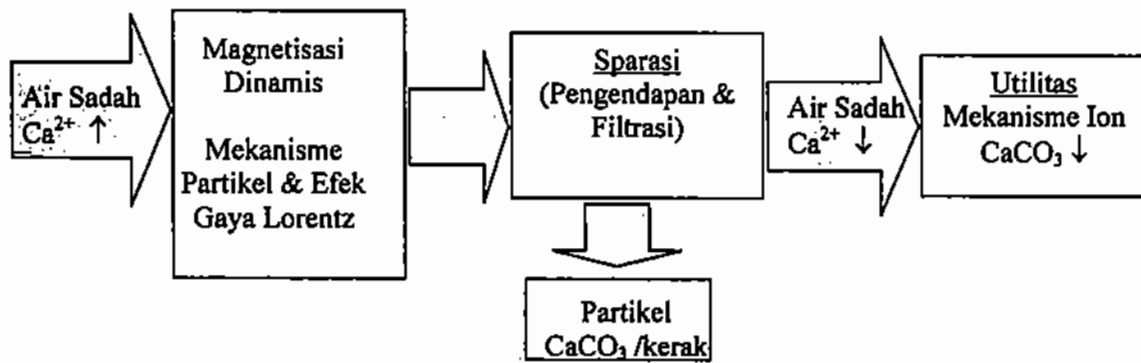 Air Sadah
Ca²⁺ ↑
Magnetisasi
Dinamis
Mekanisme
Partikel & Efek
Gaya Lorentz
Sparasi
(Pengendapan &
Filtrasi)
Partikel
CaCO₃ /kerak
Air Sadah
Ca²⁺ ↓
Utilitas
Mekanisme Ion
CaCO₃ ↓